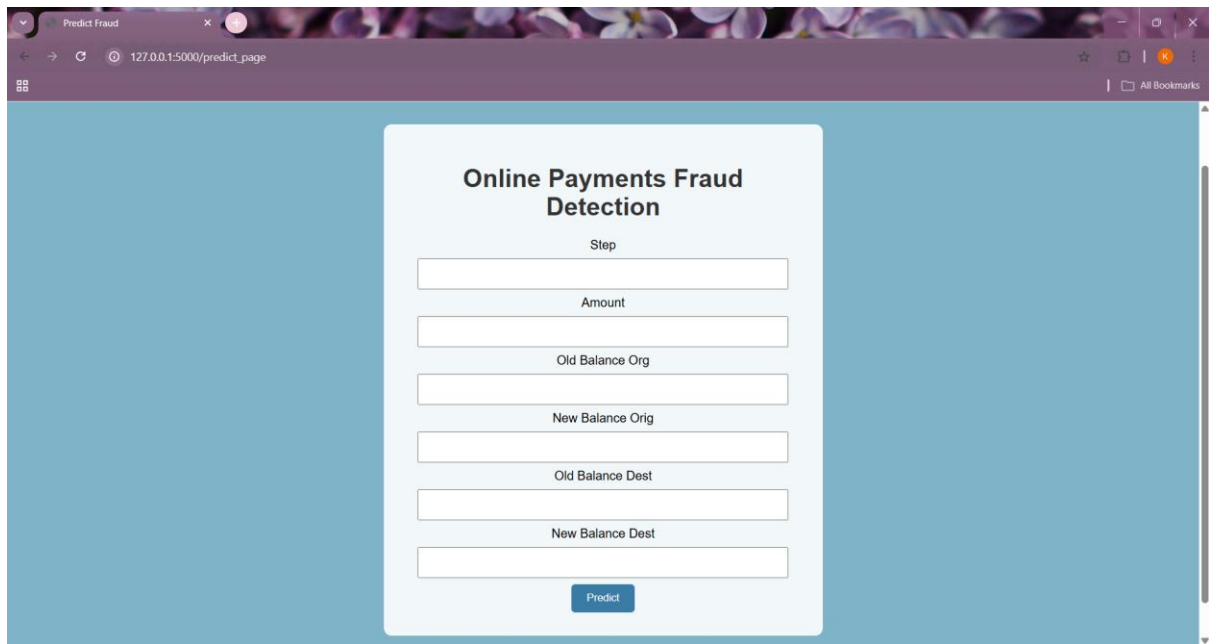 Predict Fraud
127.0.0.1:5000/predict_page
K
All Bookmarks
Online Payments Fraud
Detection
Step
Amount
Old Balance Org
New Balance Orig
Old Balance Dest
New Balance Dest
Predict